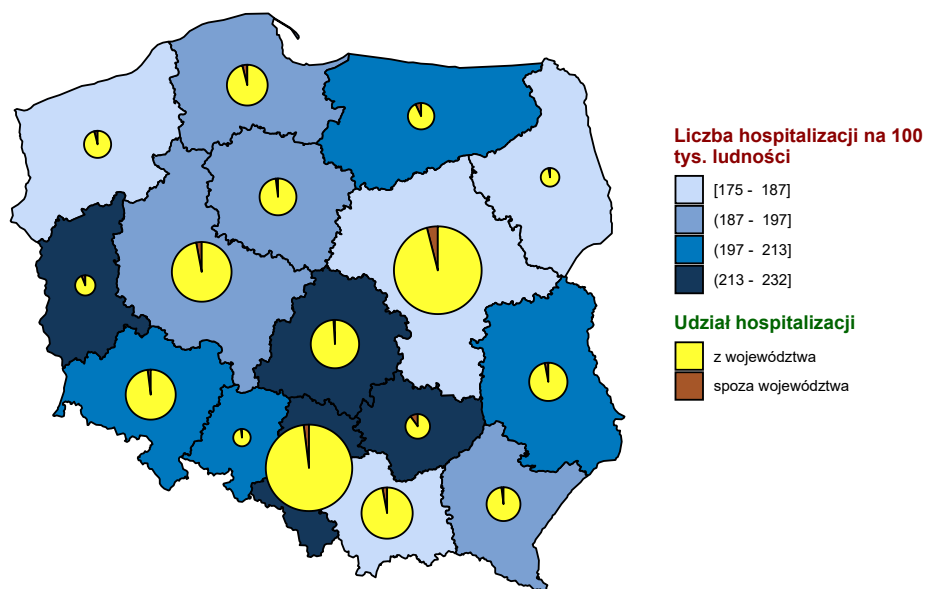 Liczba hospitalizacji na 100
tys. ludności
[175 - 187]
(187 - 197]
(197 - 213]
(213 - 232]
Udział hospitalizacji
z województwa
spoza województwa